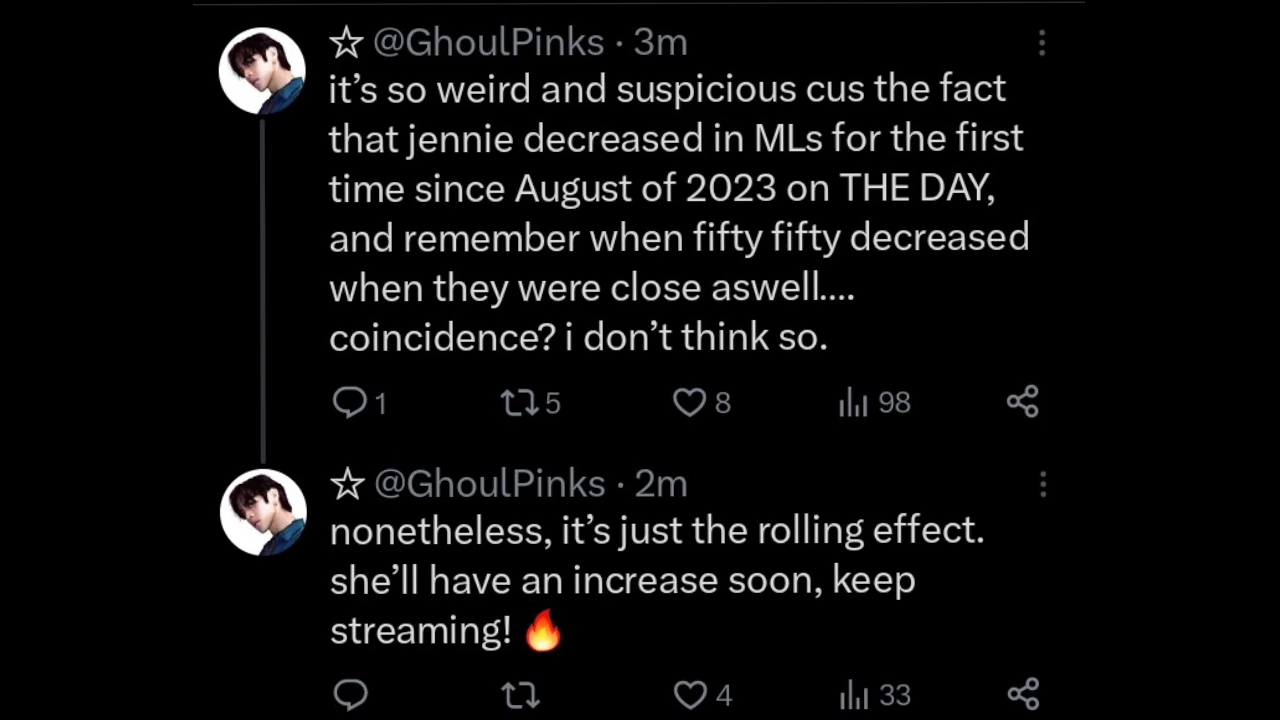 ☆ @GhoulPinks · 3m
it’s so weird and suspicious cus the fact
that jennie decreased in MLs for the first
time since August of 2023 on THE DAY,
and remember when fifty fifty decreased
when they were close aswell....
coincidence? i don’t think so.
1 5 8 98
☆ @GhoulPinks · 2m
nonetheless, it’s just the rolling effect.
she’ll have an increase soon, keep
streaming! 🔥
4 33